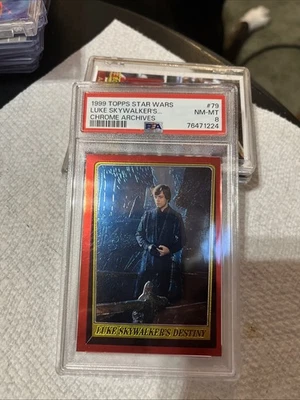 1999 TOPPS STAR WARS #79
LUKE SKYWALKER'S... NM-MT
CHROME ARCHIVES 8
PSA 76471224
LUKE SKYWALKER'S DESTINY